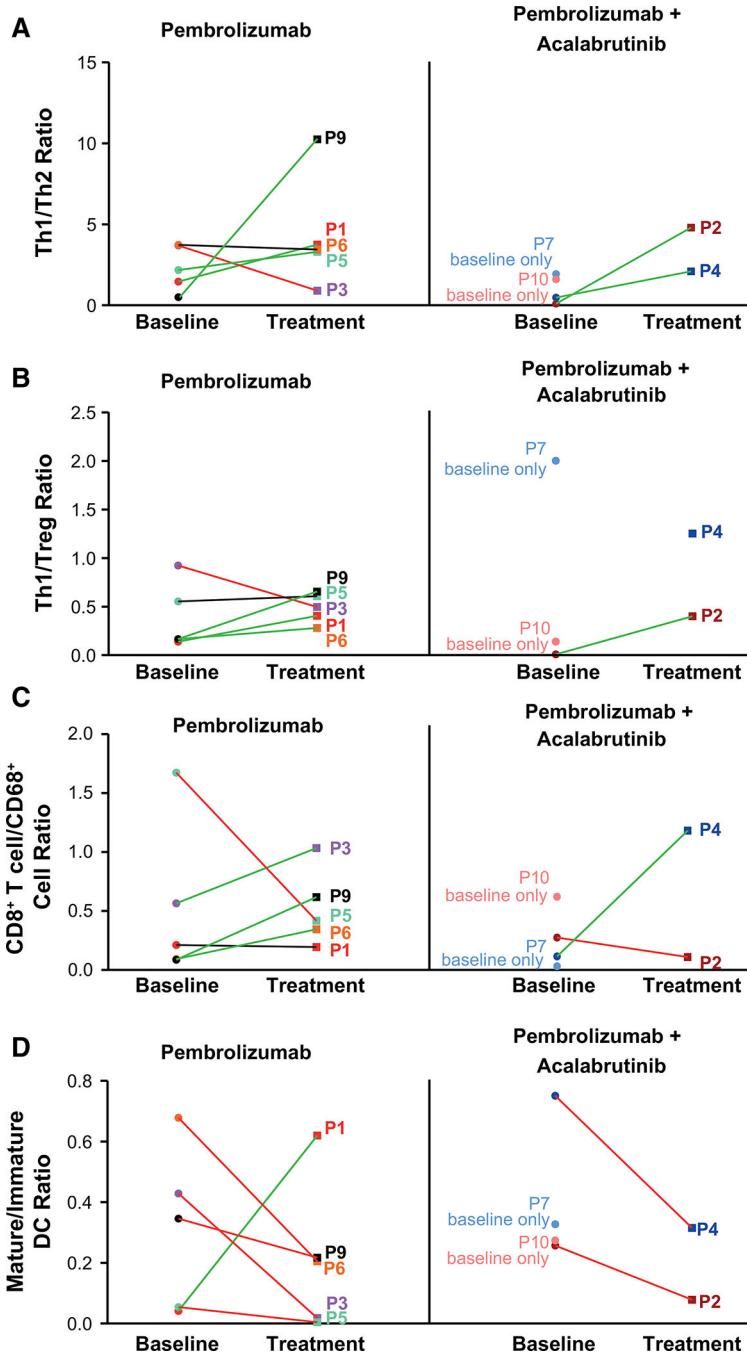 A
Pembrolizumab
Pembrolizumab +
Acalabrutinib
Th1/Th2 Ratio
15
10
5
0
P9
P1
P6
P5
P3
P7
baseline only
P10
baseline only
P2
P4
Baseline
Treatment
Baseline
Treatment
B
Pembrolizumab
Pembrolizumab +
Acalabrutinib
Th1/Treg Ratio
2.5
2.0
1.5
1.0
0.5
0.0
P9
P5
P3
P1
P6
P7
baseline only
P10
baseline only
P4
P2
Baseline
Treatment
Baseline
Treatment
C
Pembrolizumab
Pembrolizumab +
Acalabrutinib
CD8⁺ T cell/CD68⁺
Cell Ratio
2.0
1.5
1.0
0.5
0.0
P3
P9
P5
P6
P1
P10
baseline only
P7
baseline only
P4
P2
Baseline
Treatment
Baseline
Treatment
D
Pembrolizumab
Pembrolizumab +
Acalabrutinib
Mature/Immature
DC Ratio
0.8
0.6
0.4
0.2
0.0
P1
P9
P6
P3
P5
P7
baseline only
P10
baseline only
P4
P2
Baseline
Treatment
Baseline
Treatment